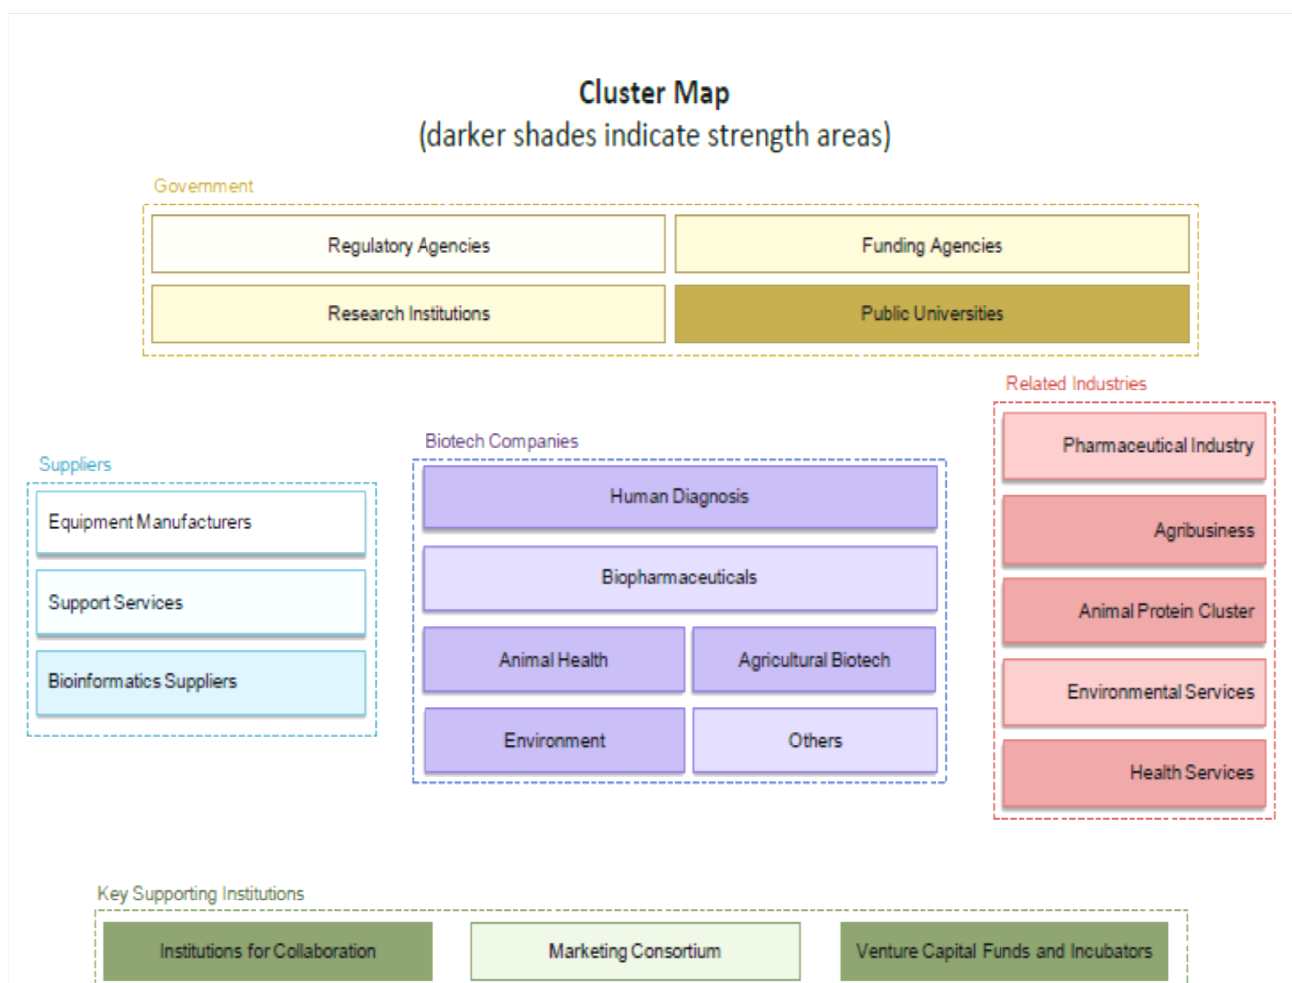 Cluster Map
(darker shades indicate strength areas)
Government
Regulatory Agencies
Funding Agencies
Research Institutions
Public Universities
Related Industries
Pharmaceutical Industry
Agribusiness
Animal Protein Cluster
Environmental Services
Health Services
Biotech Companies
Human Diagnosis
Biopharmaceuticals
Animal Health
Agricultural Biotech
Environment
Others
Suppliers
Equipment Manufacturers
Support Services
Bioinformatics Suppliers
Key Supporting Institutions
Institutions for Collaboration
Marketing Consortium
Venture Capital Funds and Incubators